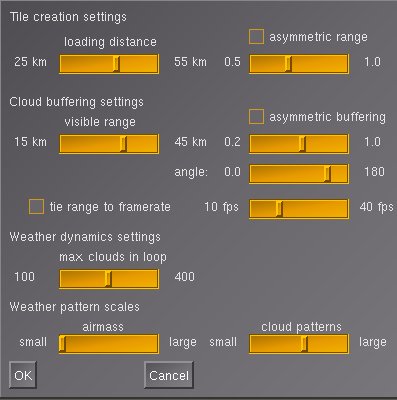 Tile creation settings
loading distance
asymmetric range
25 km 55 km 0.5 1.0
Cloud buffering settings
visible range
asymmetric buffering
15 km 45 km 0.2 1.0
angle: 0.0 180
tie range to framerate 10 fps 40 fps
Weather dynamics settings
max. clouds in loop
100 400
Weather pattern scales
airmass cloud patterns
small large small large
OK Cancel